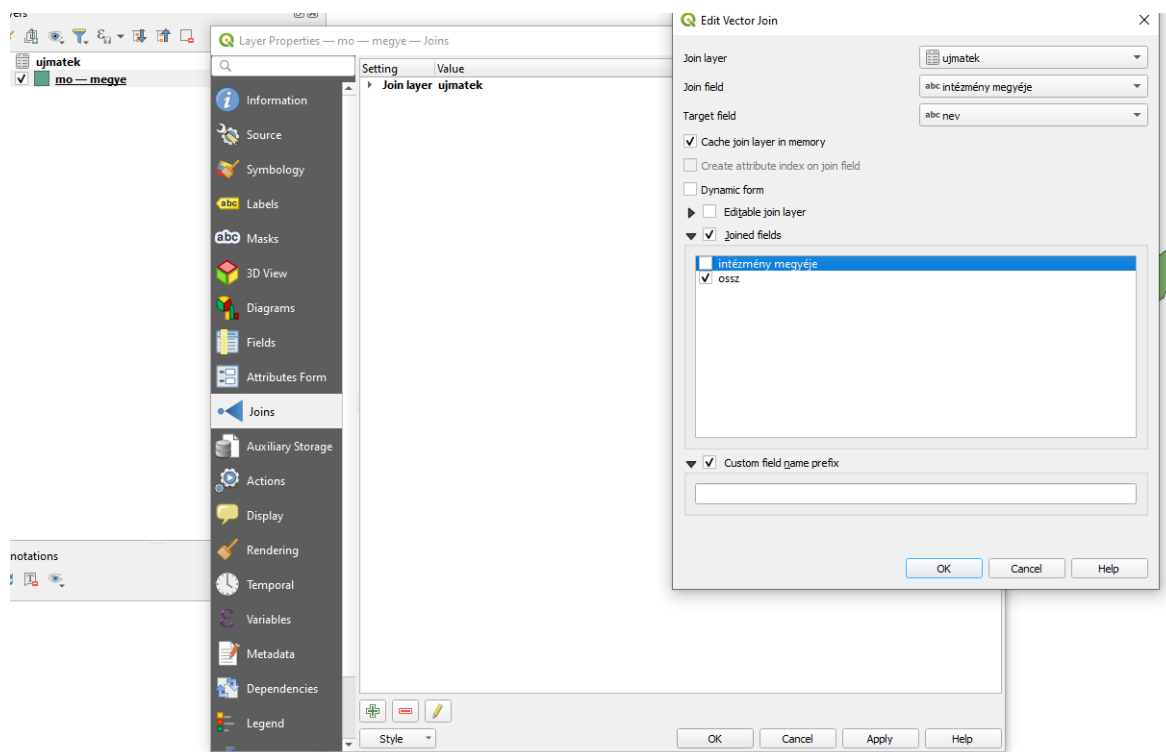 ujmatek
mo — megye
notations
Layer Properties — mo — megye — Joins
Information
Source
Symbology
Labels
Masks
3D View
Diagrams
Fields
Attributes Form
Joins
Auxiliary Storage
Actions
Display
Rendering
Temporal
Variables
Metadata
Dependencies
Legend
Setting Value
Join layer ujmatek
Style
OK Cancel Apply Help
Edit Vector Join
Join layer ujmatek
Join field abc intézmény megyéje
Target field abc nev
Cache join layer in memory
Create attribute index on join field
Dynamic form
Editable join layer
Joined fields
intézmény megyéje
ossz
Custom field name prefix
OK Cancel Help